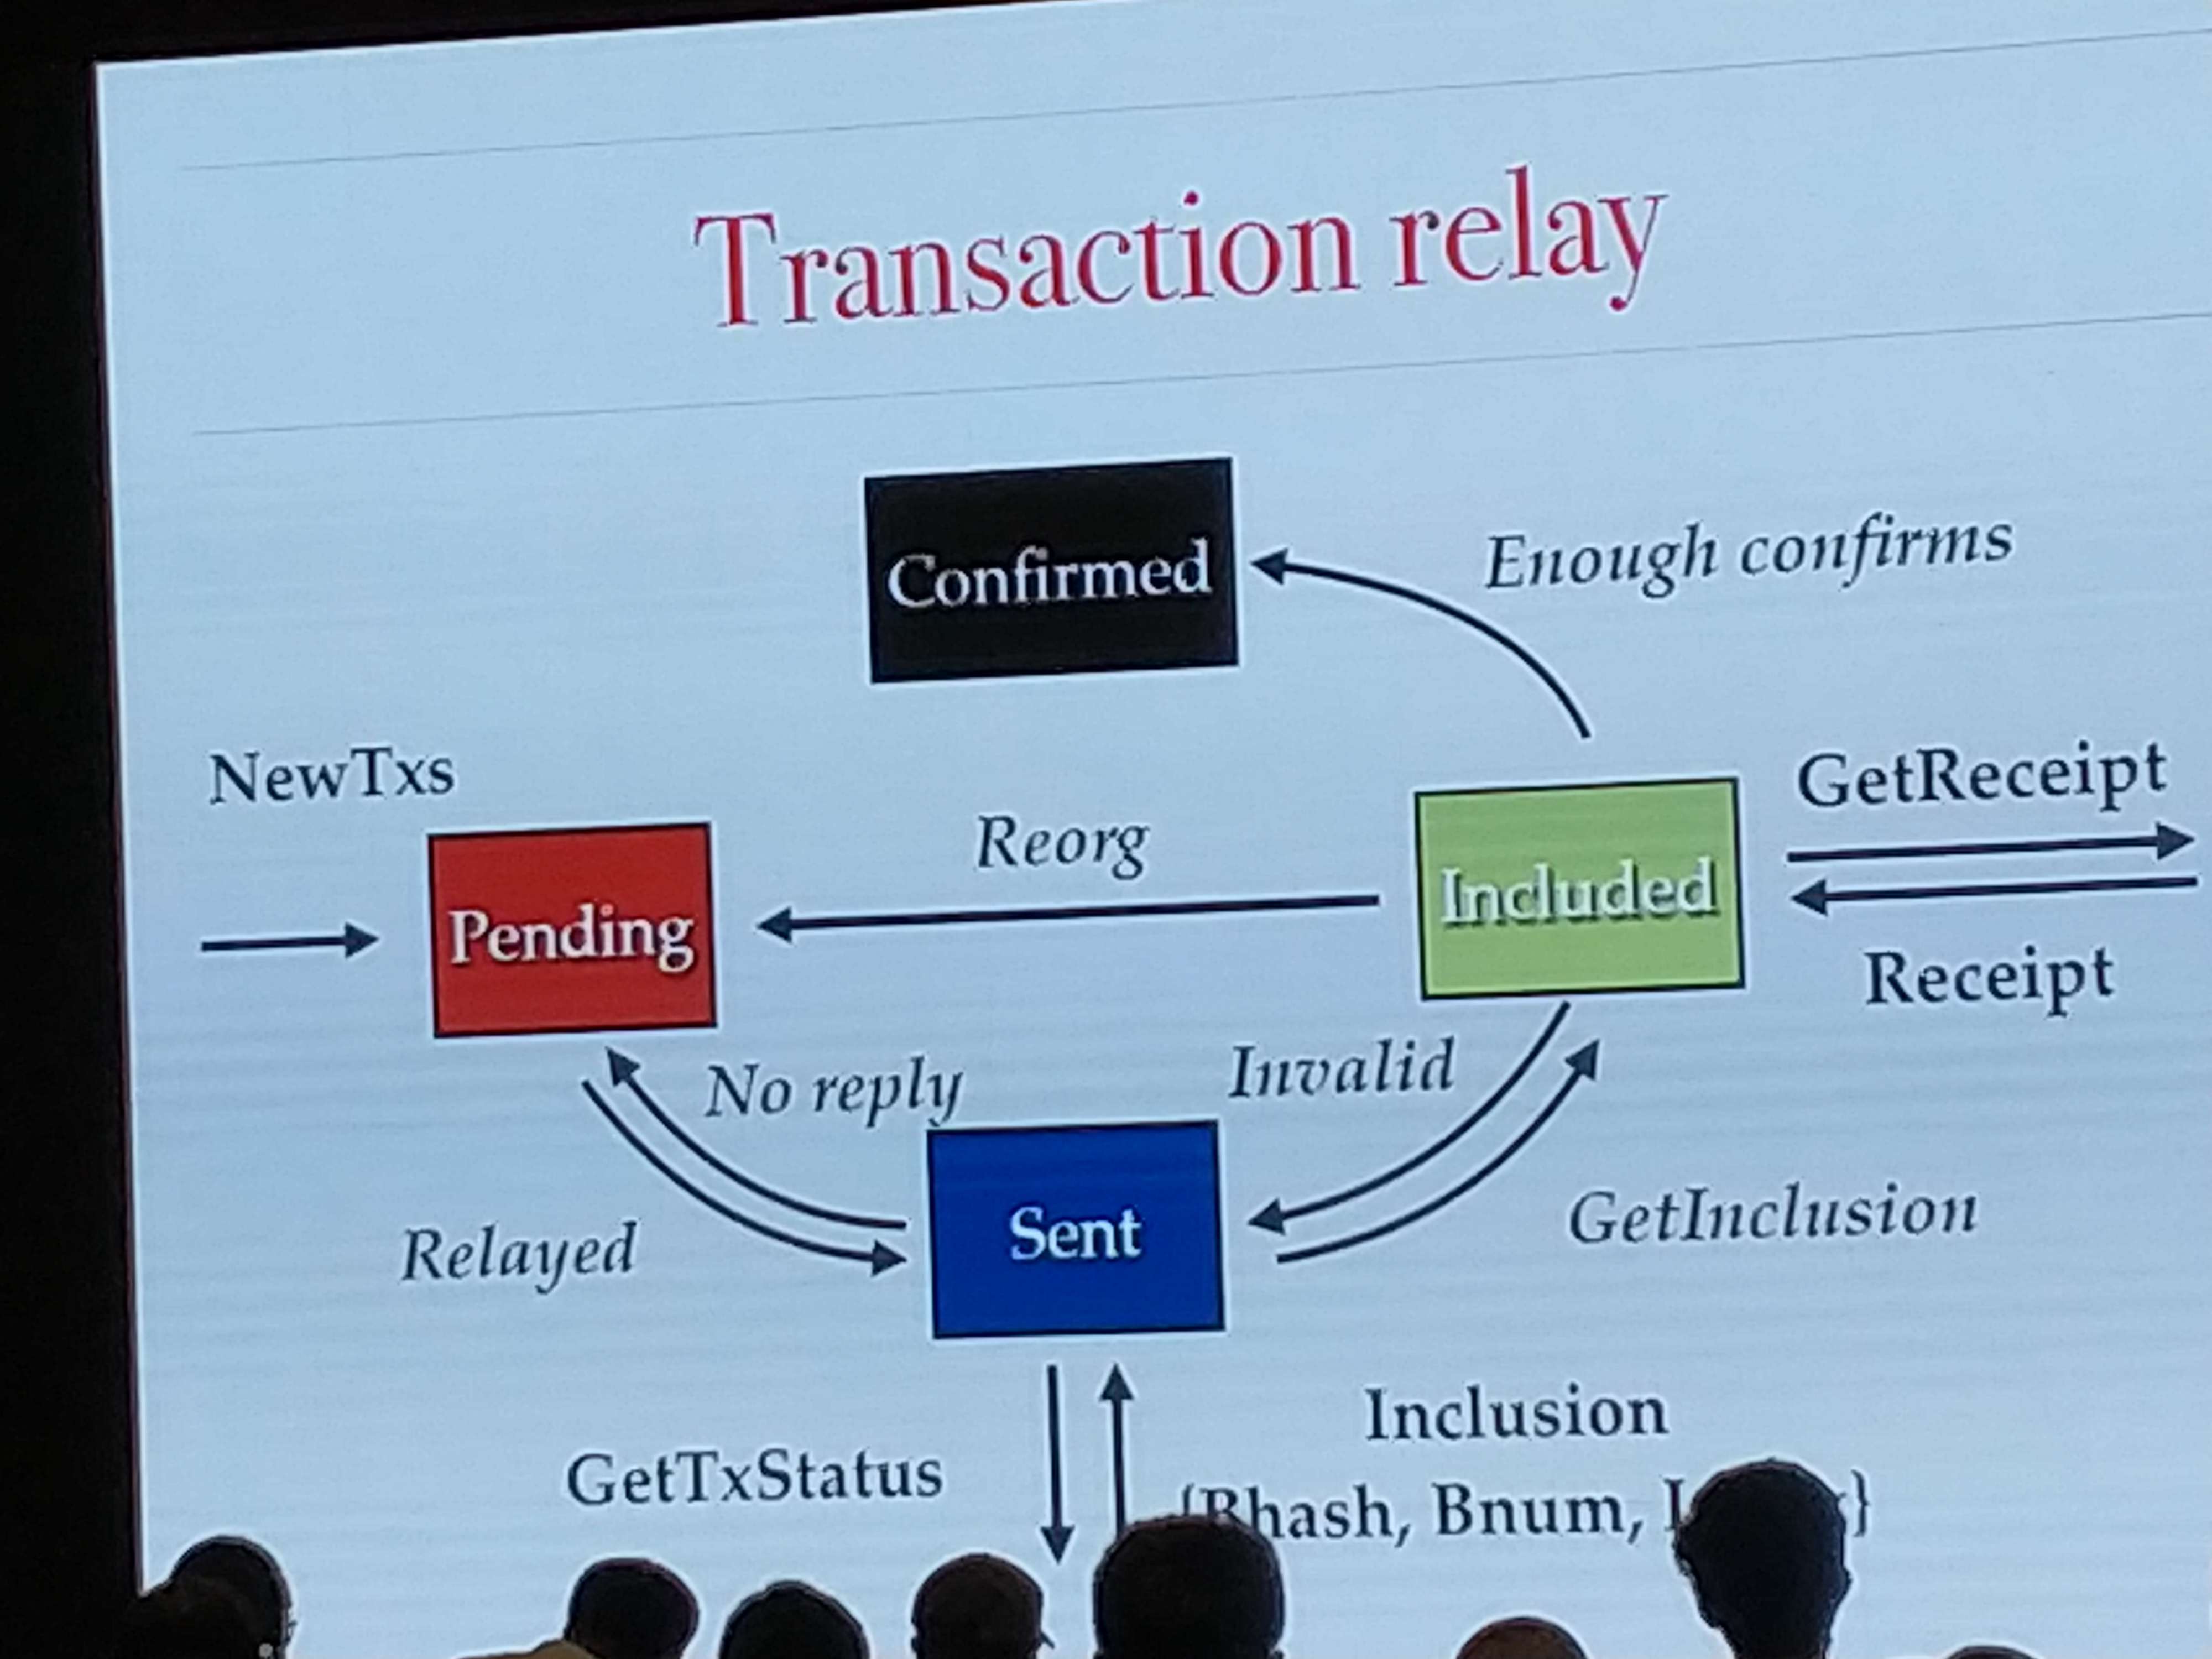 Transaction relay
Confirmed
Enough confirms
NewTxs
Pending
Reorg
Included
GetReceipt
Receipt
No reply
Invalid
Relayed
Sent
GetInclusion
GetTxStatus
Inclusion
{Bhash, Bnum,